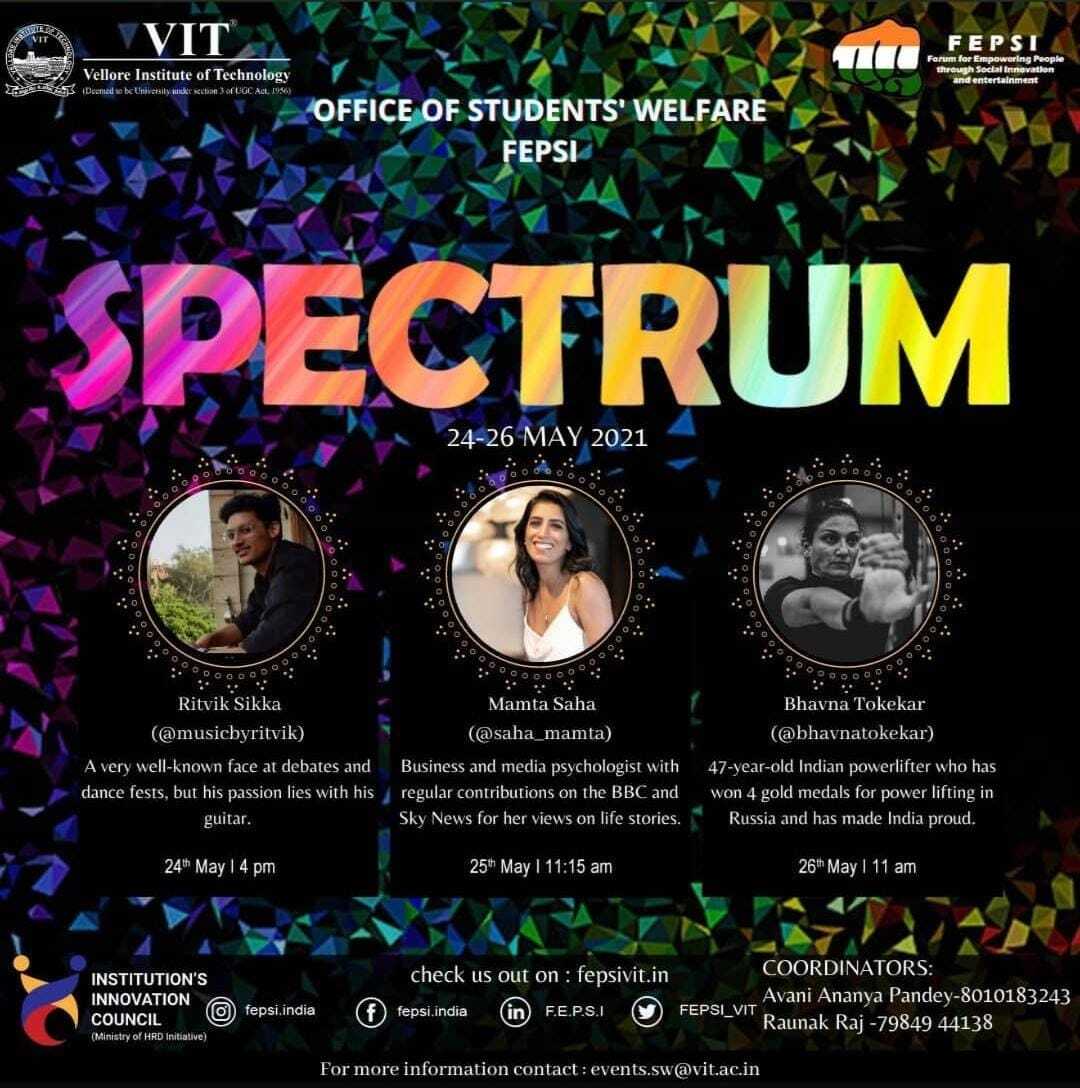 VIT®
Vellore Institute of Technology
(Deemed to be University under section 3 of UGC Act, 1956)
FEPSI
Forum for Empowering People
through Social Innovation
and entertainment
OFFICE OF STUDENTS' WELFARE
FEPSI
SPECTRUM
24-26 MAY 2021
Ritvik Sikka
(@musicbyritvik)
A very well-known face at debates and
dance fests, but his passion lies with his
guitar.
24th May | 4 pm
Mamta Saha
(@saha_mamta)
Business and media psychologist with
regular contributions on the BBC and
Sky News for her views on life stories.
25th May | 11:15 am
Bhavna Tokekar
(@bhavnatokekar)
47-year-old Indian powerlifter who has
won 4 gold medals for power lifting in
Russia and has made India proud.
26th May | 11 am
INSTITUTION'S
INNOVATION
COUNCIL
(Ministry of HRD Initiative)
check us out on : fepsivit.in
fepsi.india
fepsi.india
F.E.P.S.I
FEPSI_VIT
COORDINATORS:
Avani Ananya Pandey-8010183243
Raunak Raj -79849 44138
For more information contact : events.sw@vit.ac.in